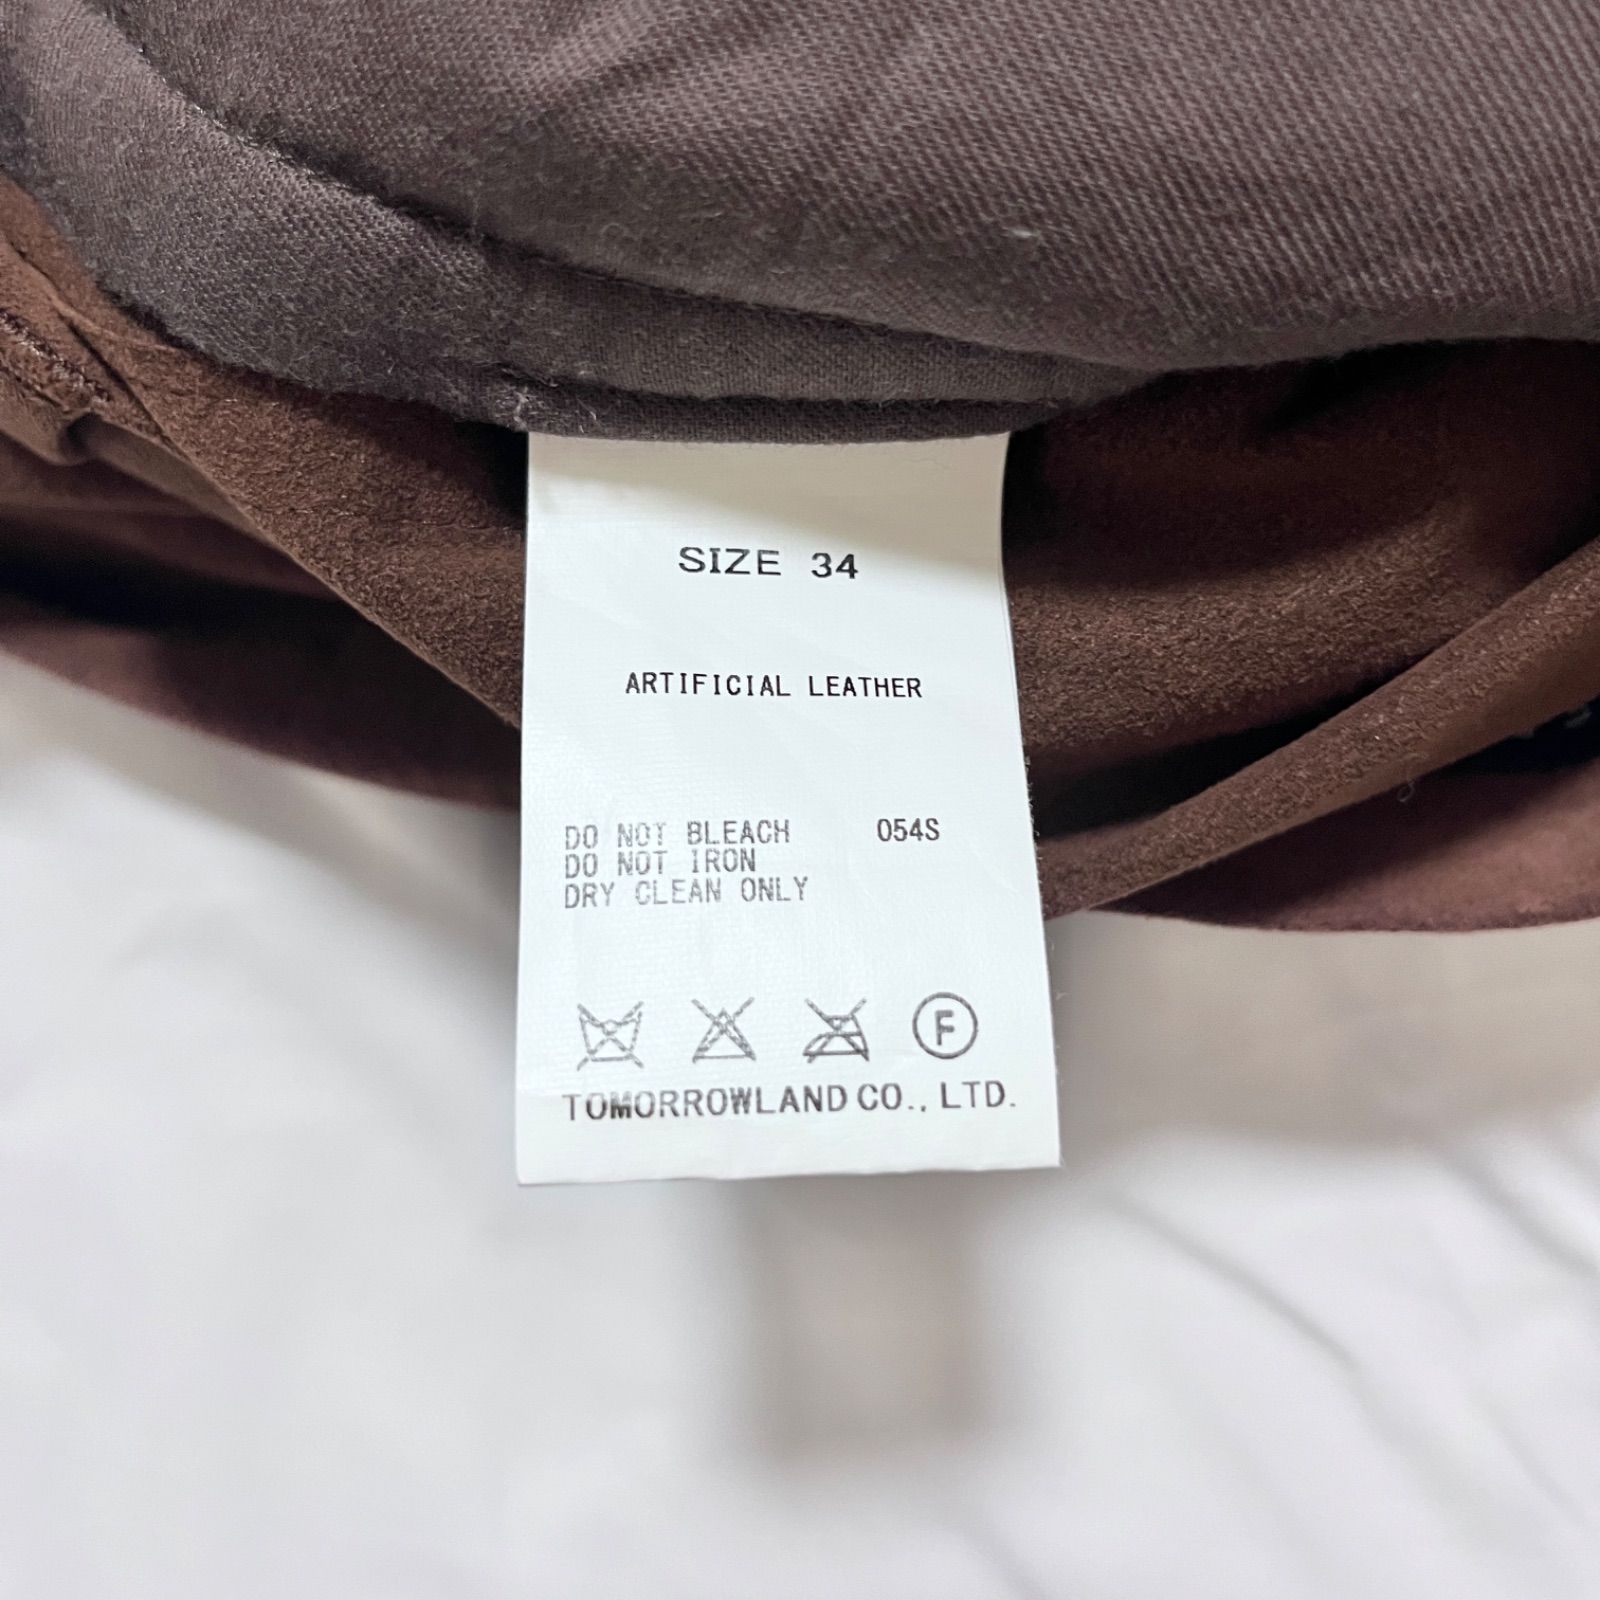 SIZE 34
ARTIFICIAL LEATHER
DO NOT BLEACH 054S
DO NOT IRON
DRY CLEAN ONLY
F
TOMORROWLAND CO., LTD.